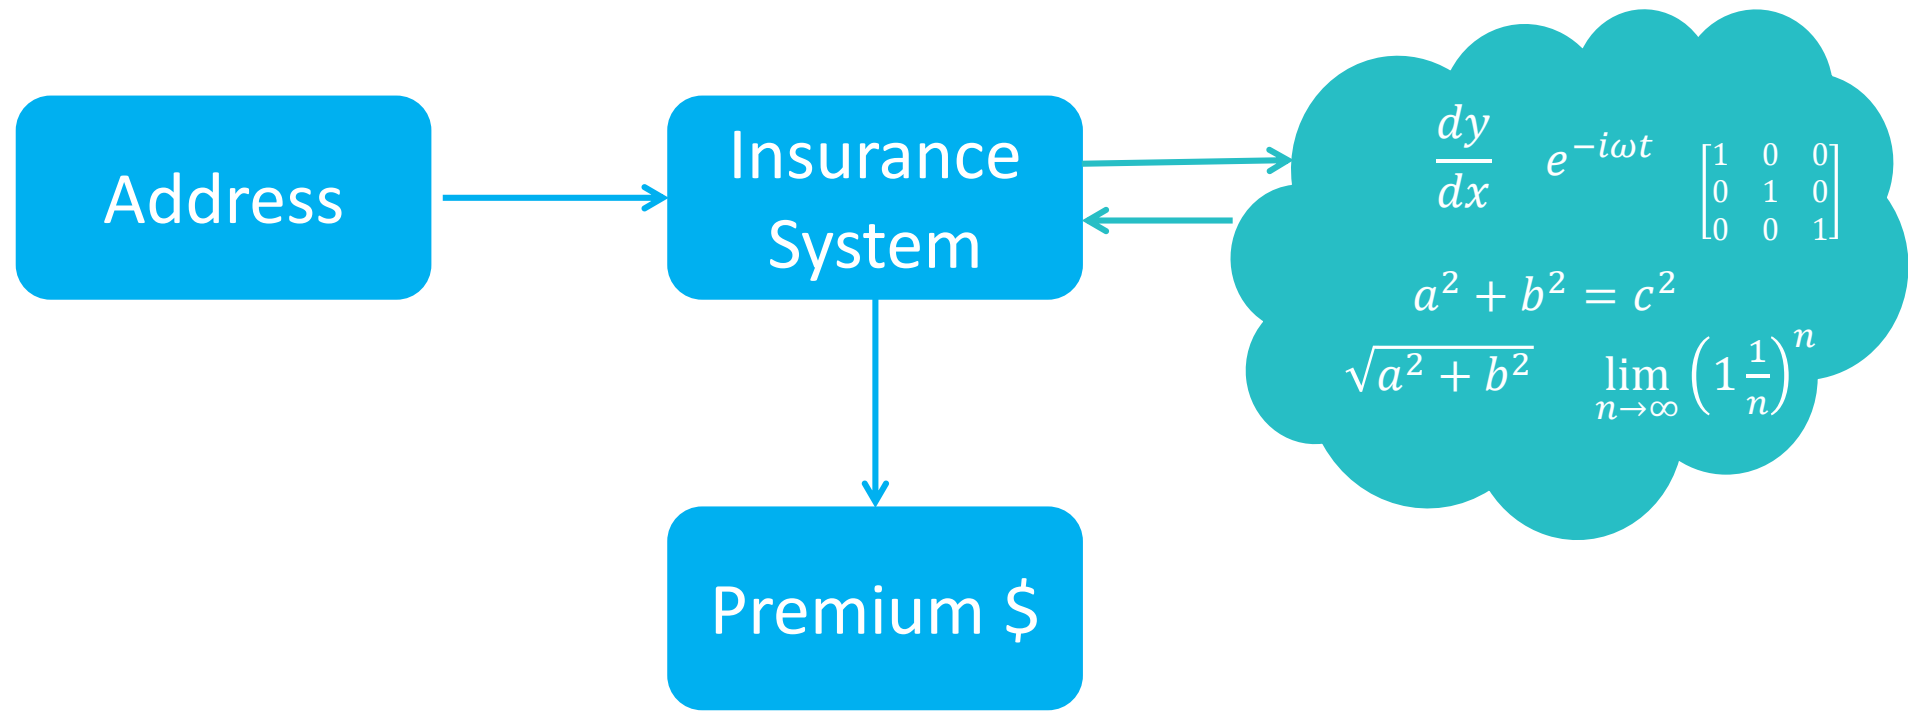 Address
Insurance
System
Premium $
dy/dx e^{-iωt} [1 0 0
0 1 0
0 0 1]
a² + b² = c²
√(a² + b²) lim n→∞ (1 1/n)^n